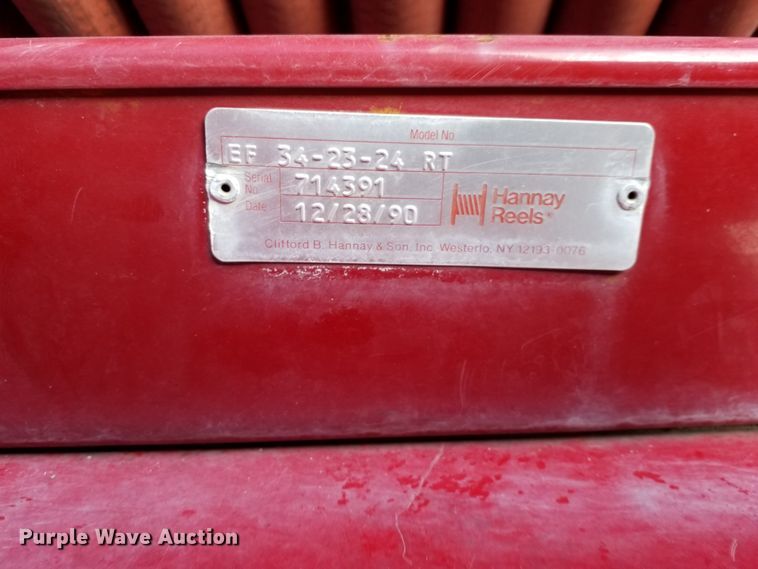 Model No
EF 34-23-24 RT
Serial No. 714391
Date 12/28/90
Hannay Reels®
Clifford B. Hannay & Son, Inc. Westerlo, NY 12193-0076
Purple Wave Auction